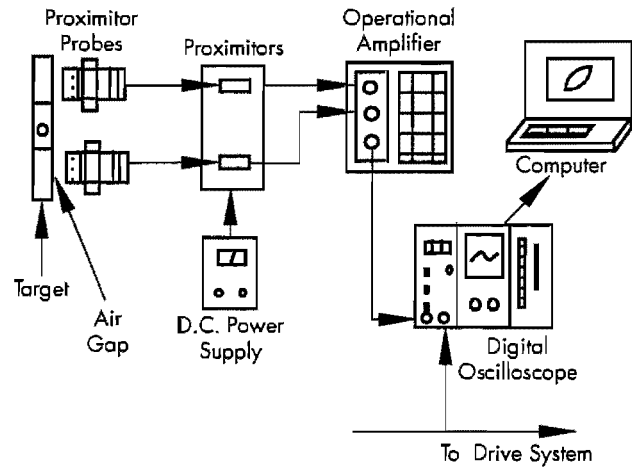 Proximitor
Probes
Proximitors
Operational
Amplifier
Computer
Target
Air
Gap
D.C. Power
Supply
Digital
Oscilloscope
To Drive System